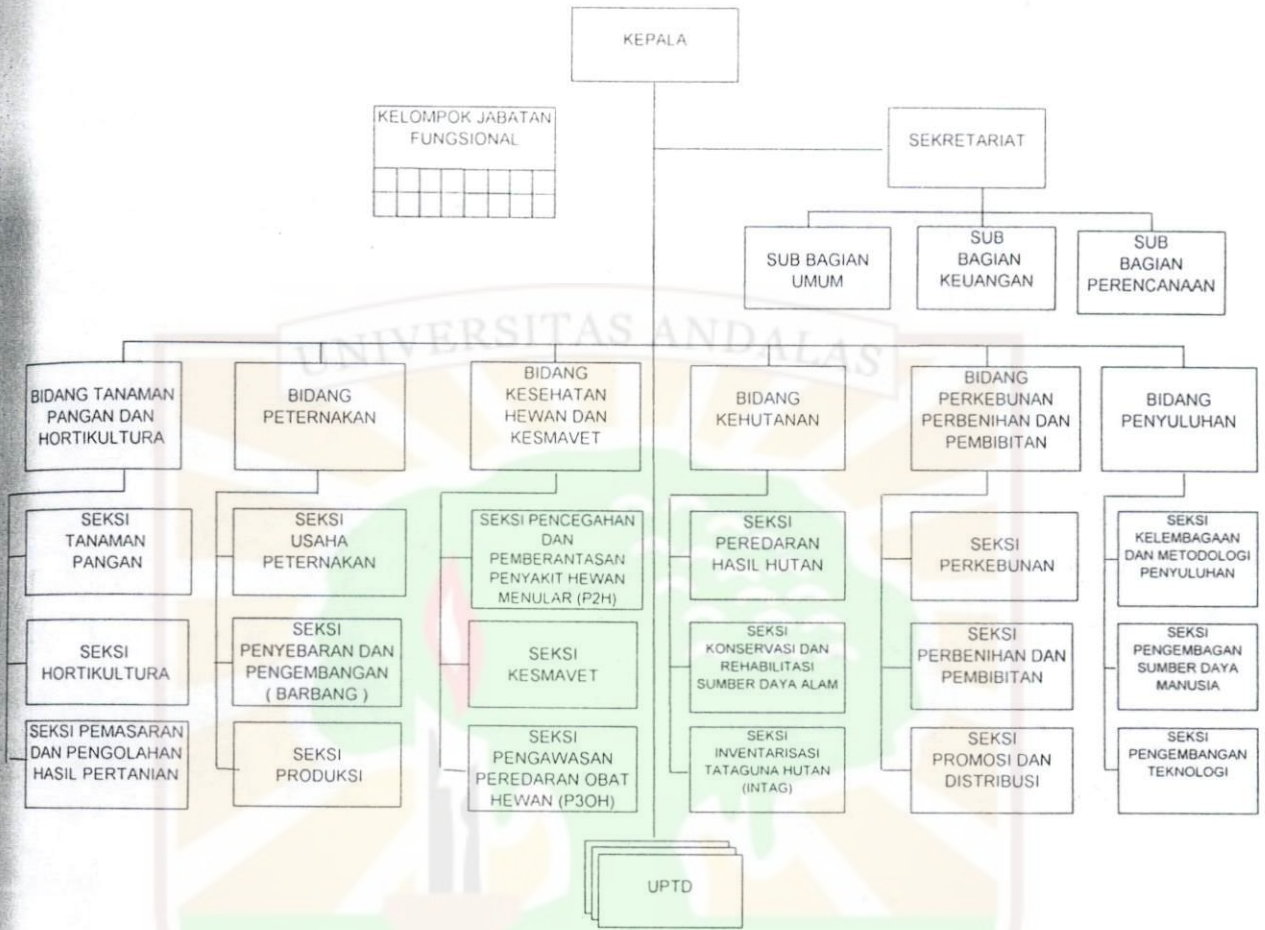 KEPALA
KELOMPOK JABATAN
FUNGSIONAL
SEKRETARIAT
SUB BAGIAN
UMUM
SUB
BAGIAN
KEUANGAN
SUB
BAGIAN
PERENCANAAN
UNIVERSITAS ANDALAS
BIDANG TANAMAN
PANGAN DAN
HORTIKULTURA
BIDANG
PETERNAKAN
BIDANG
KESEHATAN
HEWAN DAN
KESMAVET
BIDANG
KEHUTANAN
BIDANG
PERKEBUNAN
PERBENIHAN DAN
PEMBIBITAN
BIDANG
PENYULUHAN
SEKSI
TANAMAN
PANGAN
SEKSI
USAHA
PETERNAKAN
SEKSI PENCEGAHAN
DAN
PEMBERANTASAN
PENYAKIT HEWAN
MENULAR (P2H)
SEKSI
PEREDARAN
HASIL HUTAN
SEKSI
PERKEBUNAN
SEKSI
KELEMBAGAAN
DAN METODOLOGI
PENYULUHAN
SEKSI
HORTIKULTURA
SEKSI
PENYEBARAN DAN
PENGEMBANGAN
( BARBANG )
SEKSI
KESMAVET
SEKSI
KONSERVASI DAN
REHABILITASI
SUMBER DAYA ALAM
SEKSI
PERBENIHAN DAN
PEMBIBITAN
SEKSI
PENGEMBAGAN
SUMBER DAYA
MANUSIA
SEKSI PEMASARAN
DAN PENGOLAHAN
HASIL PERTANIAN
SEKSI
PRODUKSI
SEKSI
PENGAWASAN
PEREDARAN OBAT
HEWAN (P3OH)
SEKSI
INVENTARISASI
TATAGUNA HUTAN
(INTAG)
SEKSI
PROMOSI DAN
DISTRIBUSI
SEKSI
PENGEMBANGAN
TEKNOLOGI
UPTD